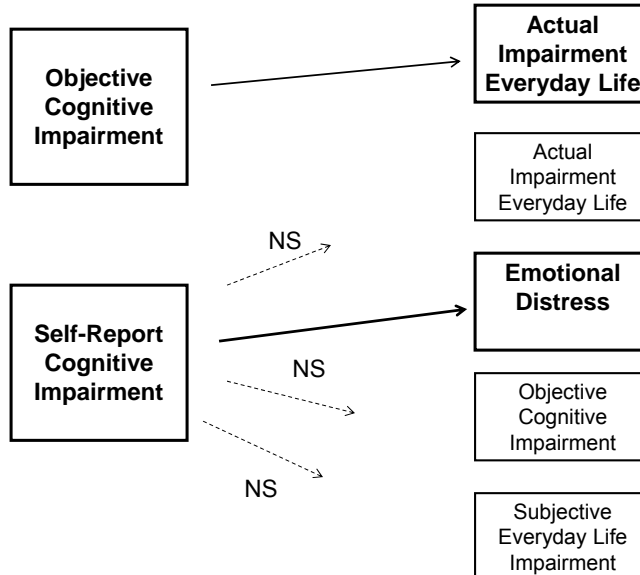 Objective
Cognitive
Impairment
Actual
Impairment
Everyday Life
Actual
Impairment
Everyday Life
NS
Self-Report
Cognitive
Impairment
Emotional
Distress
NS
Objective
Cognitive
Impairment
NS
Subjective
Everyday Life
Impairment